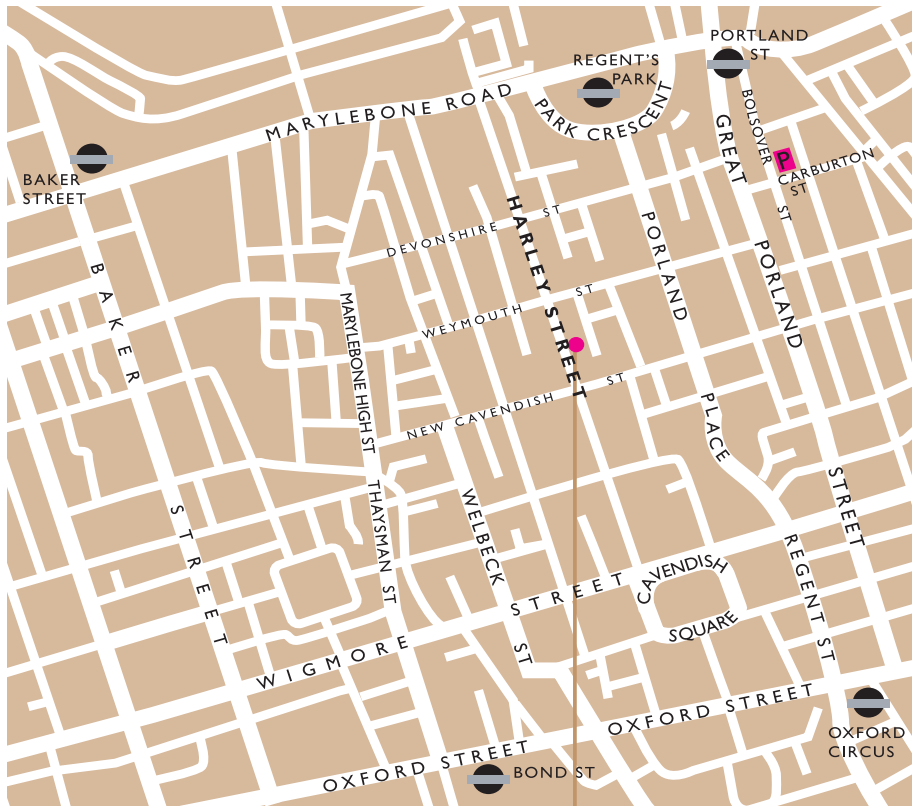 PORTLAND
ST
REGENT'S
PARK
MARYLEBONE ROAD
PARK CRESCENT
BOLSOVER ST
GREAT PORLAND STREET
P
CARBURTON
ST
BAKER
STREET
HARLEY STREET
DEVONSHIRE ST
PORLAND PLACE
BAKER STREET
WEYMOUTH ST
MARYLEBONE HIGH ST
NEW CAVENDISH ST
THAYSMAN ST
WELBECK ST
REGENT ST
CAVENDISH
SQUARE
WIGMORE STREET
OXFORD STREET
OXFORD STREET
OXFORD
CIRCUS
BOND ST